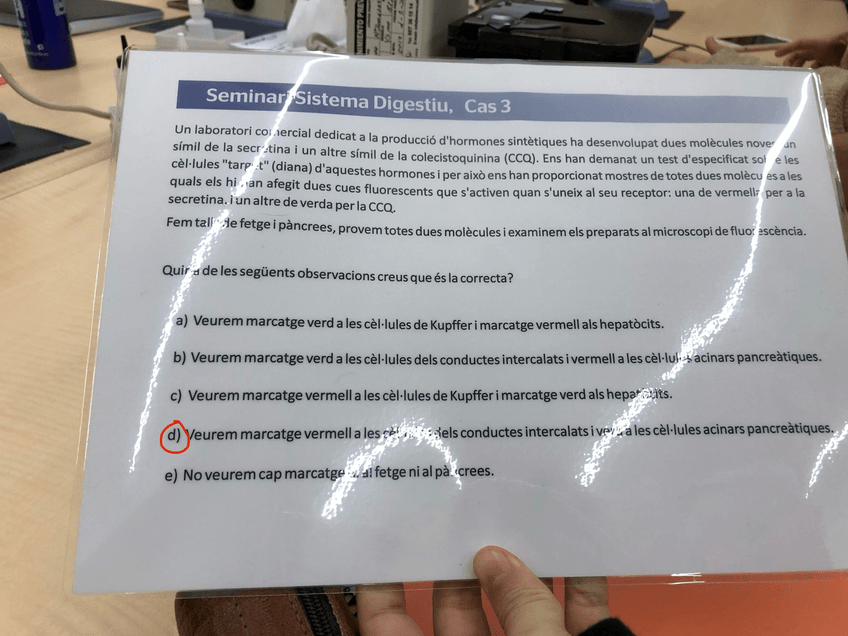 Seminari Sistema Digestiu, Cas 3
Un laboratori comercial dedicat a la producció d'hormones sintètiques ha desenvolupat dues molècules noves, un
símil de la secretina i un altre símil de la colecistoquinina (CCQ). Ens han demanat un test d'especificat sobre les
cèl·lules "target" (diana) d'aquestes hormones i per això ens han proporcionat mostres de totes dues molècules a les
quals els hi han afegit dues cues fluorescents que s'activen quan s'uneix al seu receptor: una de vermella per a la
secretina, i un altre de verda per la CCQ.
Fem talls de fetge i pàncrees, provem totes dues molècules i examinem els preparats al microscopi de fluorescència.
Quina de les següents observacions creus que és la correcta?
a) Veurem marcatge verd a les cèl·lules de Kupffer i marcatge vermell als hepatòcits.
b) Veurem marcatge verd a les cèl·lules dels conductes intercalats i vermell a les cèl·lules acinars pancreàtiques.
c) Veurem marcatge vermell a les cèl·lules de Kupffer i marcatge verd als hepatòcits.
d) Veurem marcatge vermell a les cèl·lules dels conductes intercalats i verd a les cèl·lules acinars pancreàtiques.
e) No veurem cap marcatge ni al fetge ni al pàncrees.